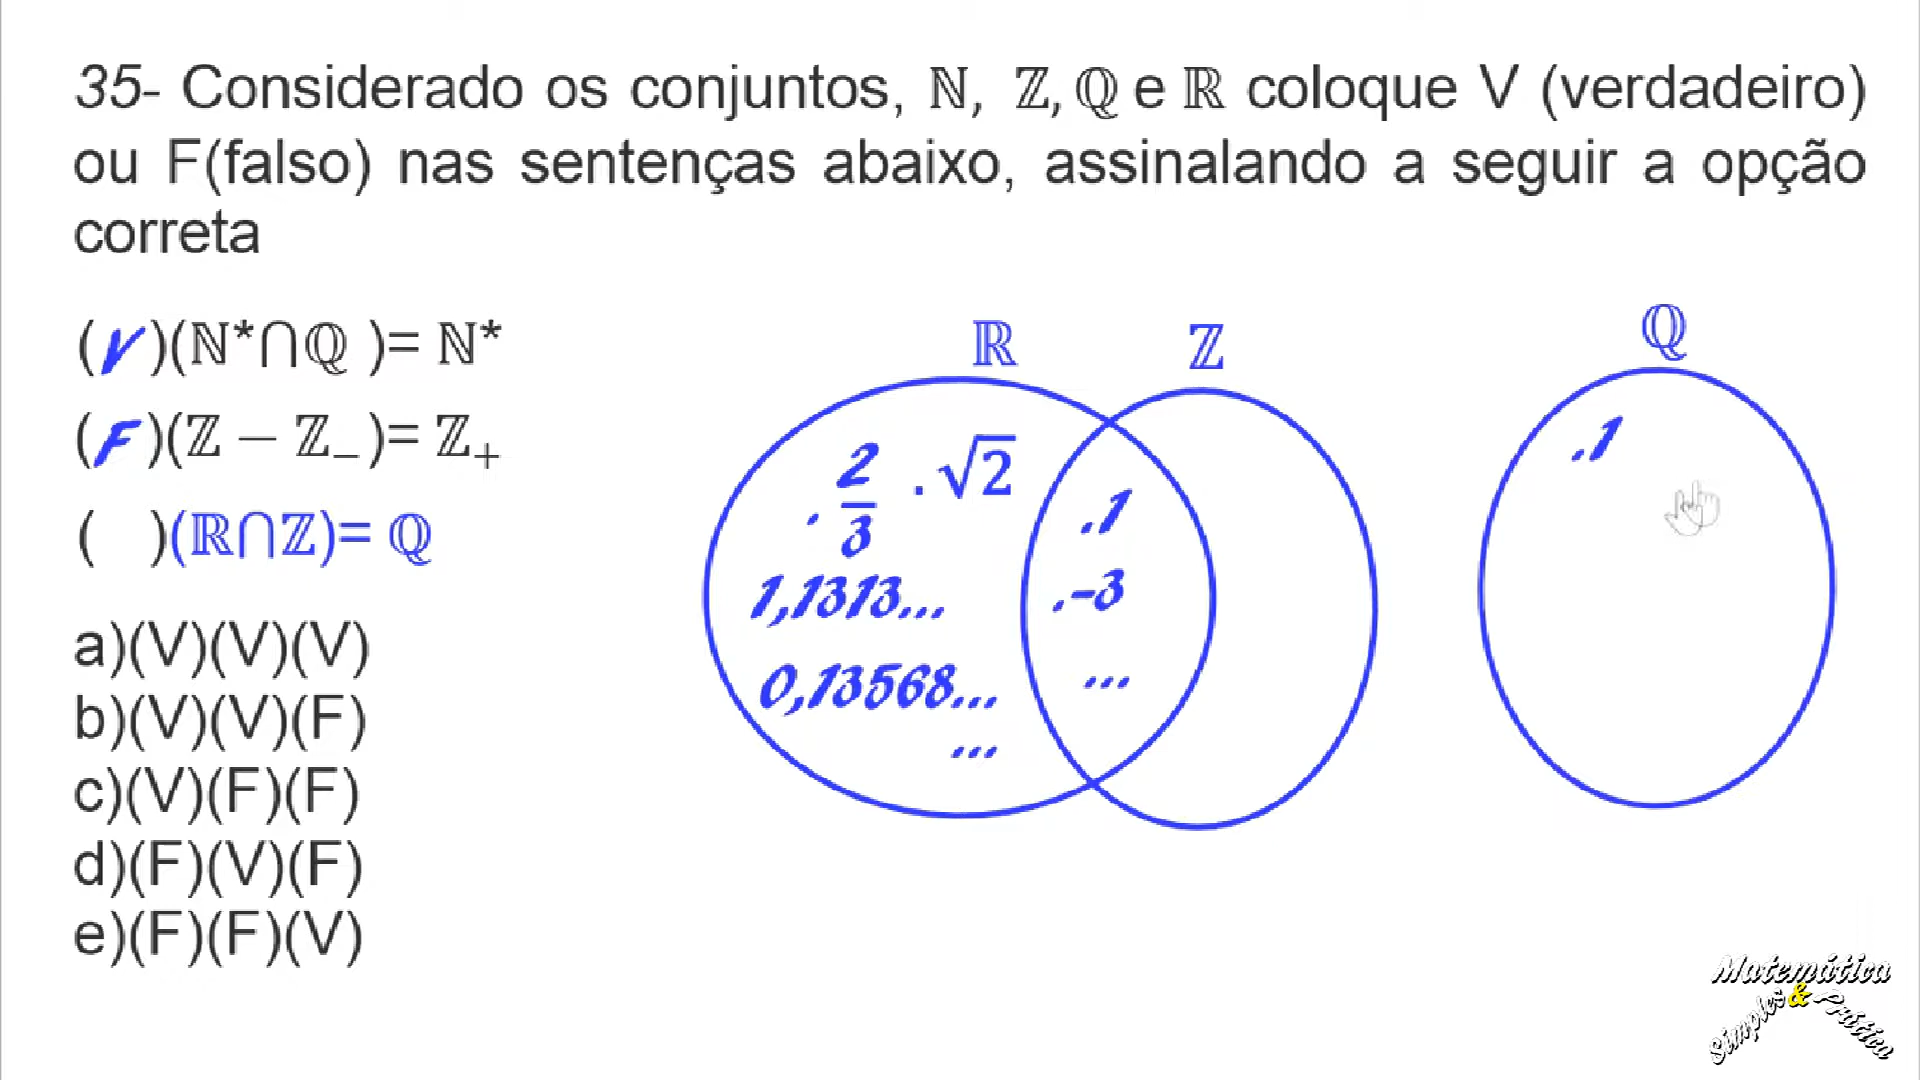 35- Considerado os conjuntos, ℕ, ℤ, ℚ e ℝ coloque V (verdadeiro)
ou F(falso) nas sentenças abaixo, assinalando a seguir a opção
correta
(V)(ℕ*∩ℚ )= ℕ*
(F)(ℤ − ℤ₋)= ℤ₊
( )(ℝ∩ℤ)= ℚ
a)(V)(V)(V)
b)(V)(V)(F)
c)(V)(F)(F)
d)(F)(V)(F)
e)(F)(F)(V)
ℝ ℤ
. 2/3 . √2
1,1313...
0,13568...
...
.1
.-3
...
ℚ
.1
Matemática
Simples & Prática